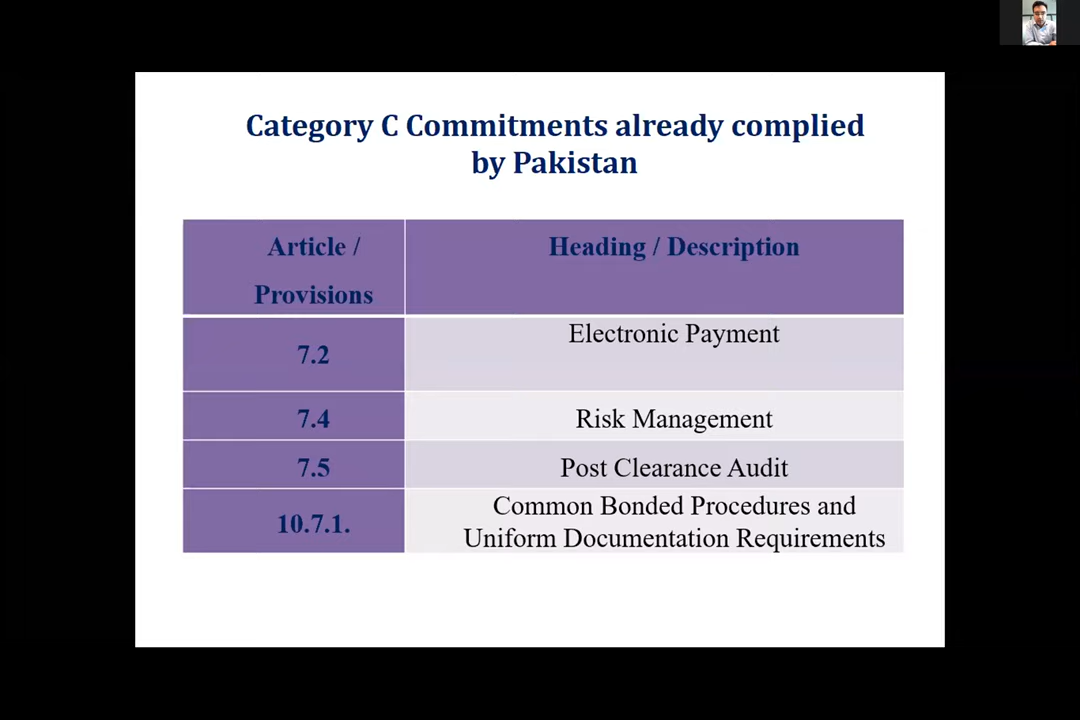 Category C Commitments already complied
by Pakistan
Article /
Provisions
Heading / Description
7.2
Electronic Payment
7.4
Risk Management
7.5
Post Clearance Audit
10.7.1.
Common Bonded Procedures and
Uniform Documentation Requirements